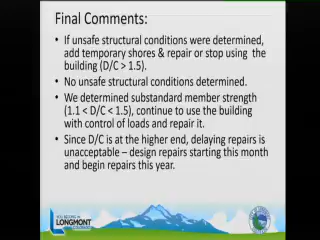 Final Comments:
• If unsafe structural conditions were determined,
add temporary shores & repair or stop using the
building (D/C > 1.5).
• No unsafe structural conditions determined.
• We determined substandard member strength
(1.1 < D/C < 1.5), continue to use the building
with control of loads and repair it.
• Since D/C is at the higher end, delaying repairs is
unacceptable – design repairs starting this month
and begin repairs this year.
LONGMONT